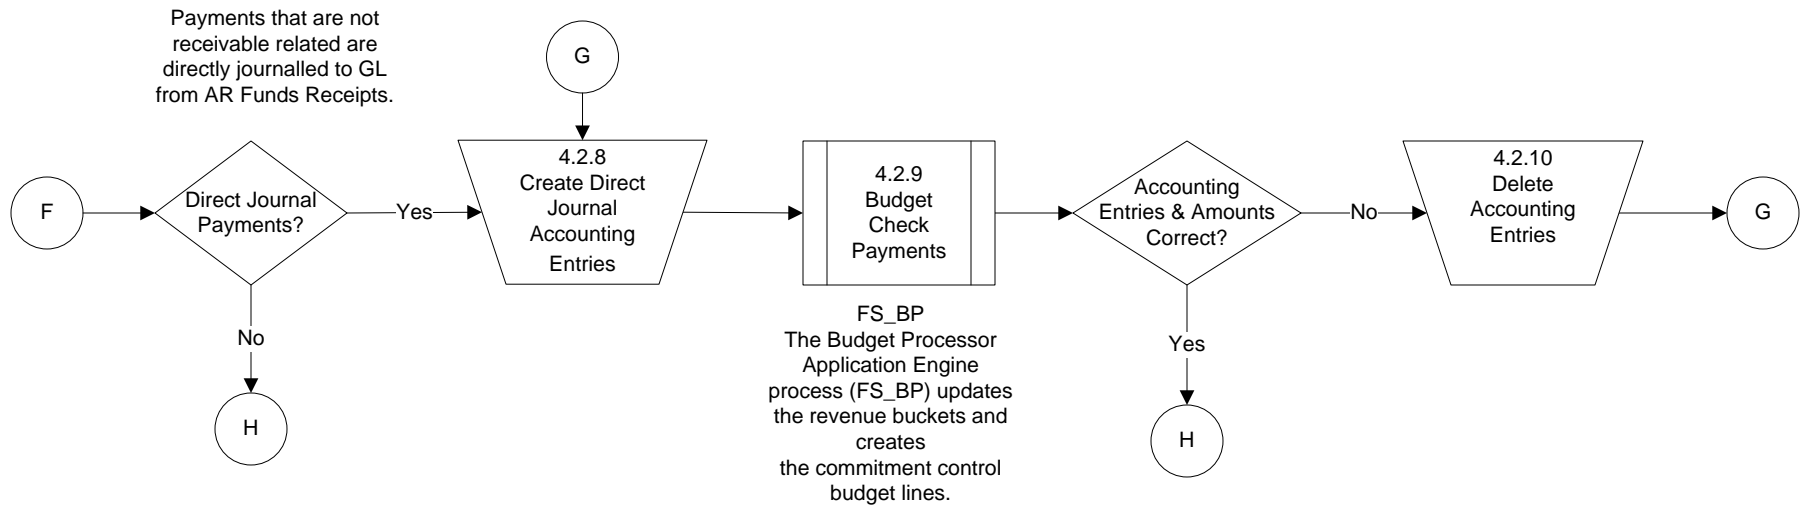 Payments that are not
receivable related are
directly journalled to GL
from AR Funds Receipts.
F
Direct Journal
Payments?
Yes
No
H
G
4.2.8
Create Direct
Journal
Accounting
Entries
4.2.9
Budget
Check
Payments
FS_BP
The Budget Processor
Application Engine
process (FS_BP) updates
the revenue buckets and
creates
the commitment control
budget lines.
Accounting
Entries & Amounts
Correct?
No
Yes
H
4.2.10
Delete
Accounting
Entries
G